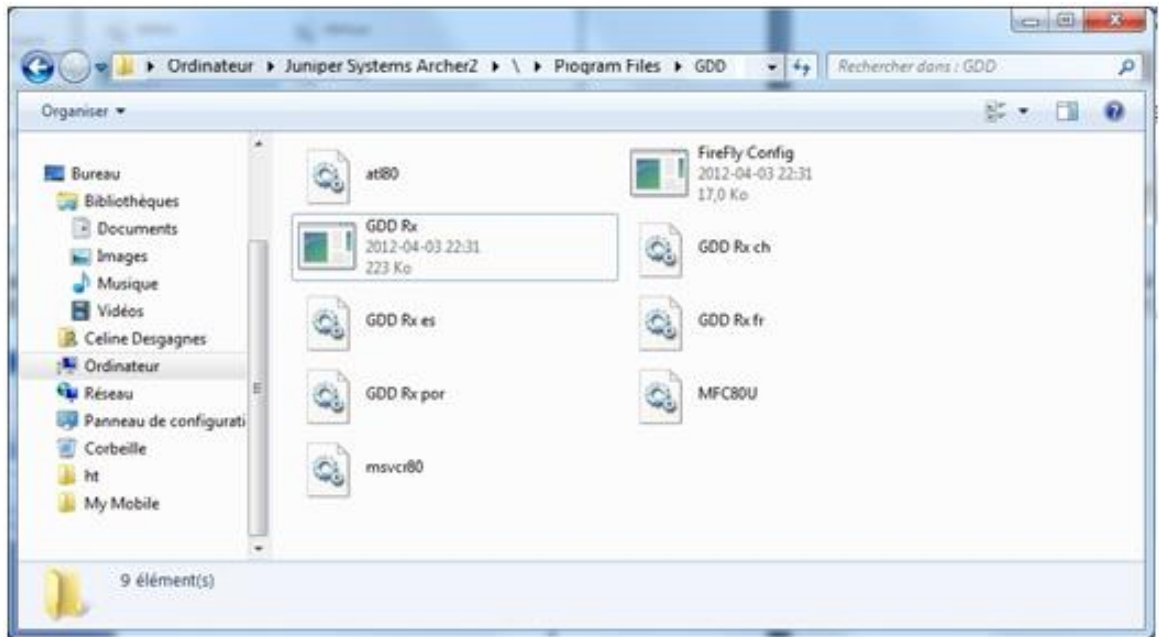 Ordinateur ▸ Juniper Systems Archer2 ▸ \ ▸ Program Files ▸ GDD
Rechercher dans : GDD
Organiser
Bureau
Bibliothèques
Documents
Images
Musique
Vidéos
Celine Desgagnes
Ordinateur
Réseau
Panneau de configurati
Corbeille
ht
My Mobile
atl80
FireFly Config
2012-04-03 22:31
17,0 Ko
GDD Rx
2012-04-03 22:31
223 Ko
GDD Rx ch
GDD Rx es
GDD Rx fr
GDD Rx por
MFC80U
msvcr80
9 élément(s)